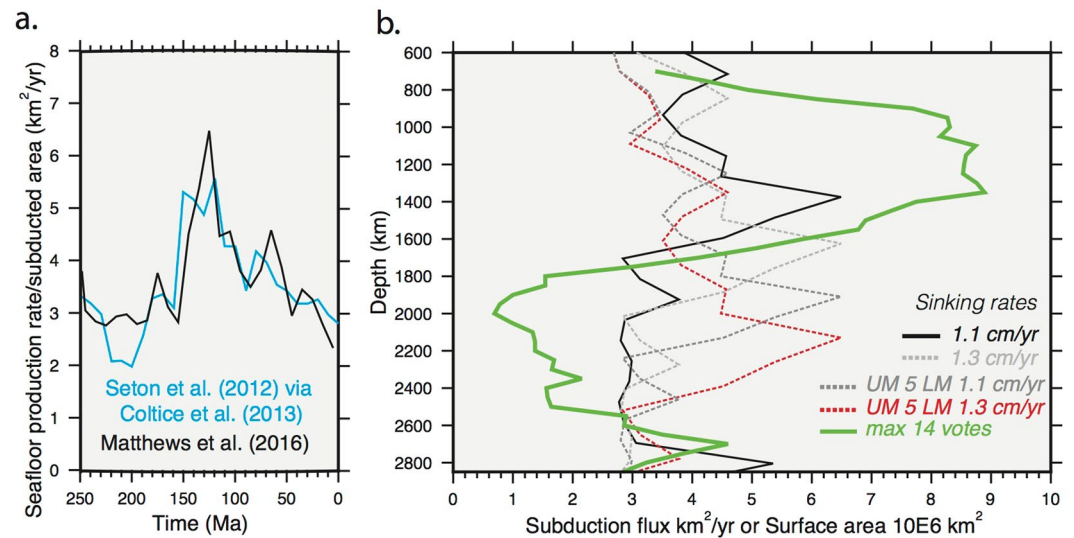 a.
Seafloor production rate/subducted area (km²/yr)
8
7
6
5
4
3
2
1
0
250 200 150 100 50 0
Time (Ma)
Seton et al. (2012) via
Coltice et al. (2013)
Matthews et al. (2016)
b.
Depth (km)
600
800
1000
1200
1400
1600
1800
2000
2200
2400
2600
2800
0 1 2 3 4 5 6 7 8 9 10
Subduction flux km²/yr or Surface area 10E6 km²
Sinking rates
1.1 cm/yr
1.3 cm/yr
UM 5 LM 1.1 cm/yr
UM 5 LM 1.3 cm/yr
max 14 votes